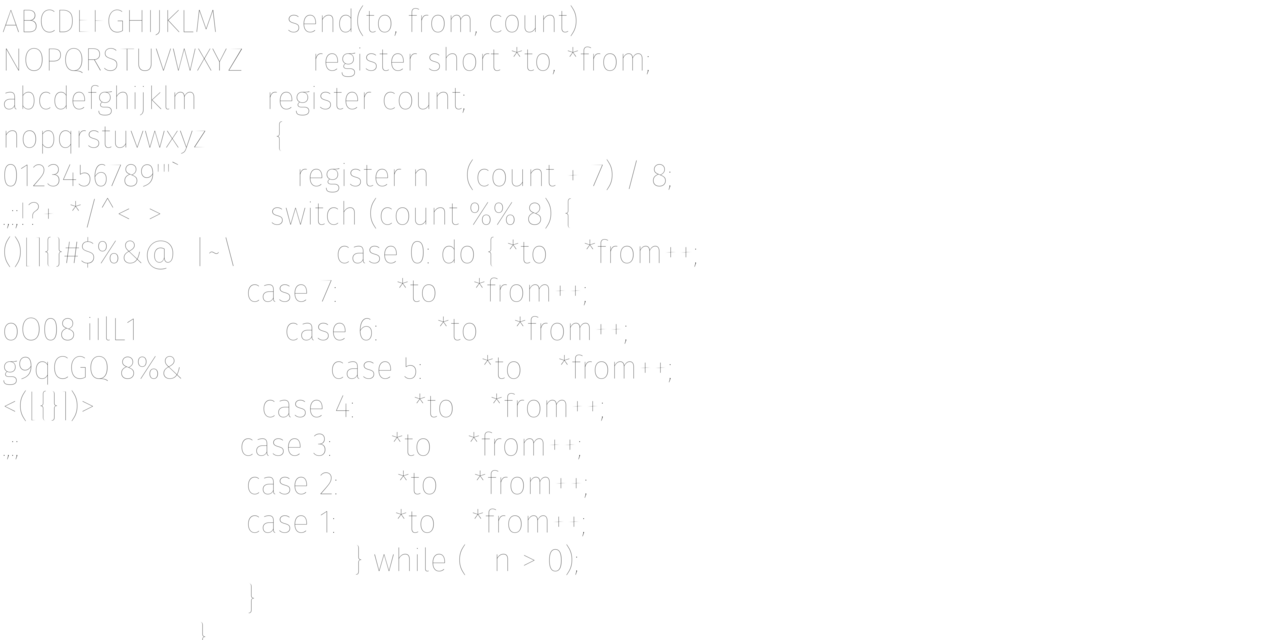 ABCDEFGHIJKLM send(to, from, count)
NOPQRSTUVWXYZ register short *to, *from;
abcdefghijklm register count;
nopqrstuvwxyz {
0123456789'"` register n (count + 7) / 8;
.,:;!?+ */^< > switch (count %% 8) {
()[]{}#$%&@ |~\ case 0: do { *to *from++;
case 7: *to *from++;
oO08 iIlL1 case 6: *to *from++;
g9qCGQ 8%& case 5: *to *from++;
<([{}])> case 4: *to *from++;
.,:; case 3: *to *from++;
case 2: *to *from++;
case 1: *to *from++;
} while ( n > 0);
}
}